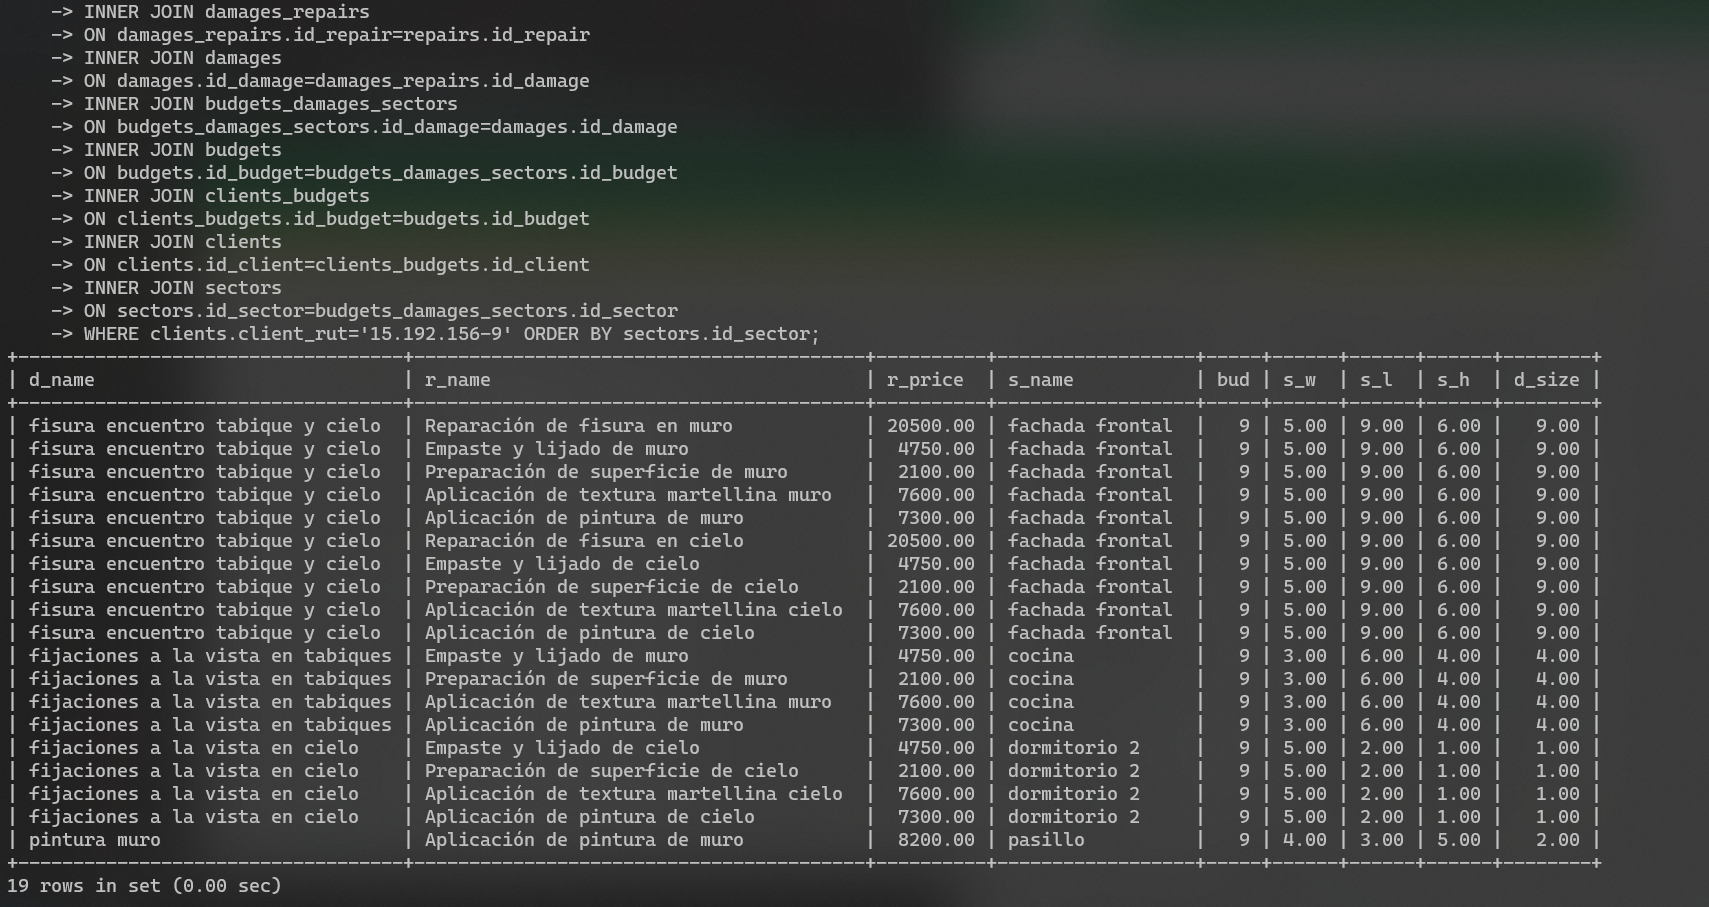 -> INNER JOIN damages_repairs
-> ON damages_repairs.id_repair=repairs.id_repair
-> INNER JOIN damages
-> ON damages.id_damage=damages_repairs.id_damage
-> INNER JOIN budgets_damages_sectors
-> ON budgets_damages_sectors.id_damage=damages.id_damage
-> INNER JOIN budgets
-> ON budgets.id_budget=budgets_damages_sectors.id_budget
-> INNER JOIN clients_budgets
-> ON clients_budgets.id_budget=budgets.id_budget
-> INNER JOIN clients
-> ON clients.id_client=clients_budgets.id_client
-> INNER JOIN sectors
-> ON sectors.id_sector=budgets_damages_sectors.id_sector
-> WHERE clients.client_rut='15.192.156-9' ORDER BY sectors.id_sector;
| d_name | r_name | r_price | s_name | bud | s_w | s_l | s_h | d_size |
| fisura encuentro tabique y cielo | Reparación de fisura en muro | 20500.00 | fachada frontal | 9 | 5.00 | 9.00 | 6.00 | 9.00 |
| fisura encuentro tabique y cielo | Empaste y lijado de muro | 4750.00 | fachada frontal | 9 | 5.00 | 9.00 | 6.00 | 9.00 |
| fisura encuentro tabique y cielo | Preparación de superficie de muro | 2100.00 | fachada frontal | 9 | 5.00 | 9.00 | 6.00 | 9.00 |
| fisura encuentro tabique y cielo | Aplicación de textura martellina muro | 7600.00 | fachada frontal | 9 | 5.00 | 9.00 | 6.00 | 9.00 |
| fisura encuentro tabique y cielo | Aplicación de pintura de muro | 7300.00 | fachada frontal | 9 | 5.00 | 9.00 | 6.00 | 9.00 |
| fisura encuentro tabique y cielo | Reparación de fisura en cielo | 20500.00 | fachada frontal | 9 | 5.00 | 9.00 | 6.00 | 9.00 |
| fisura encuentro tabique y cielo | Empaste y lijado de cielo | 4750.00 | fachada frontal | 9 | 5.00 | 9.00 | 6.00 | 9.00 |
| fisura encuentro tabique y cielo | Preparación de superficie de cielo | 2100.00 | fachada frontal | 9 | 5.00 | 9.00 | 6.00 | 9.00 |
| fisura encuentro tabique y cielo | Aplicación de textura martellina cielo | 7600.00 | fachada frontal | 9 | 5.00 | 9.00 | 6.00 | 9.00 |
| fisura encuentro tabique y cielo | Aplicación de pintura de cielo | 7300.00 | fachada frontal | 9 | 5.00 | 9.00 | 6.00 | 9.00 |
| fijaciones a la vista en tabiques | Empaste y lijado de muro | 4750.00 | cocina | 9 | 3.00 | 6.00 | 4.00 | 4.00 |
| fijaciones a la vista en tabiques | Preparación de superficie de muro | 2100.00 | cocina | 9 | 3.00 | 6.00 | 4.00 | 4.00 |
| fijaciones a la vista en tabiques | Aplicación de textura martellina muro | 7600.00 | cocina | 9 | 3.00 | 6.00 | 4.00 | 4.00 |
| fijaciones a la vista en tabiques | Aplicación de pintura de muro | 7300.00 | cocina | 9 | 3.00 | 6.00 | 4.00 | 4.00 |
| fijaciones a la vista en cielo | Empaste y lijado de cielo | 4750.00 | dormitorio 2 | 9 | 5.00 | 2.00 | 1.00 | 1.00 |
| fijaciones a la vista en cielo | Preparación de superficie de cielo | 2100.00 | dormitorio 2 | 9 | 5.00 | 2.00 | 1.00 | 1.00 |
| fijaciones a la vista en cielo | Aplicación de textura martellina cielo | 7600.00 | dormitorio 2 | 9 | 5.00 | 2.00 | 1.00 | 1.00 |
| fijaciones a la vista en cielo | Aplicación de pintura de cielo | 7300.00 | dormitorio 2 | 9 | 5.00 | 2.00 | 1.00 | 1.00 |
| pintura muro | Aplicación de pintura de muro | 8200.00 | pasillo | 9 | 4.00 | 3.00 | 5.00 | 2.00 |
19 rows in set (0.00 sec)